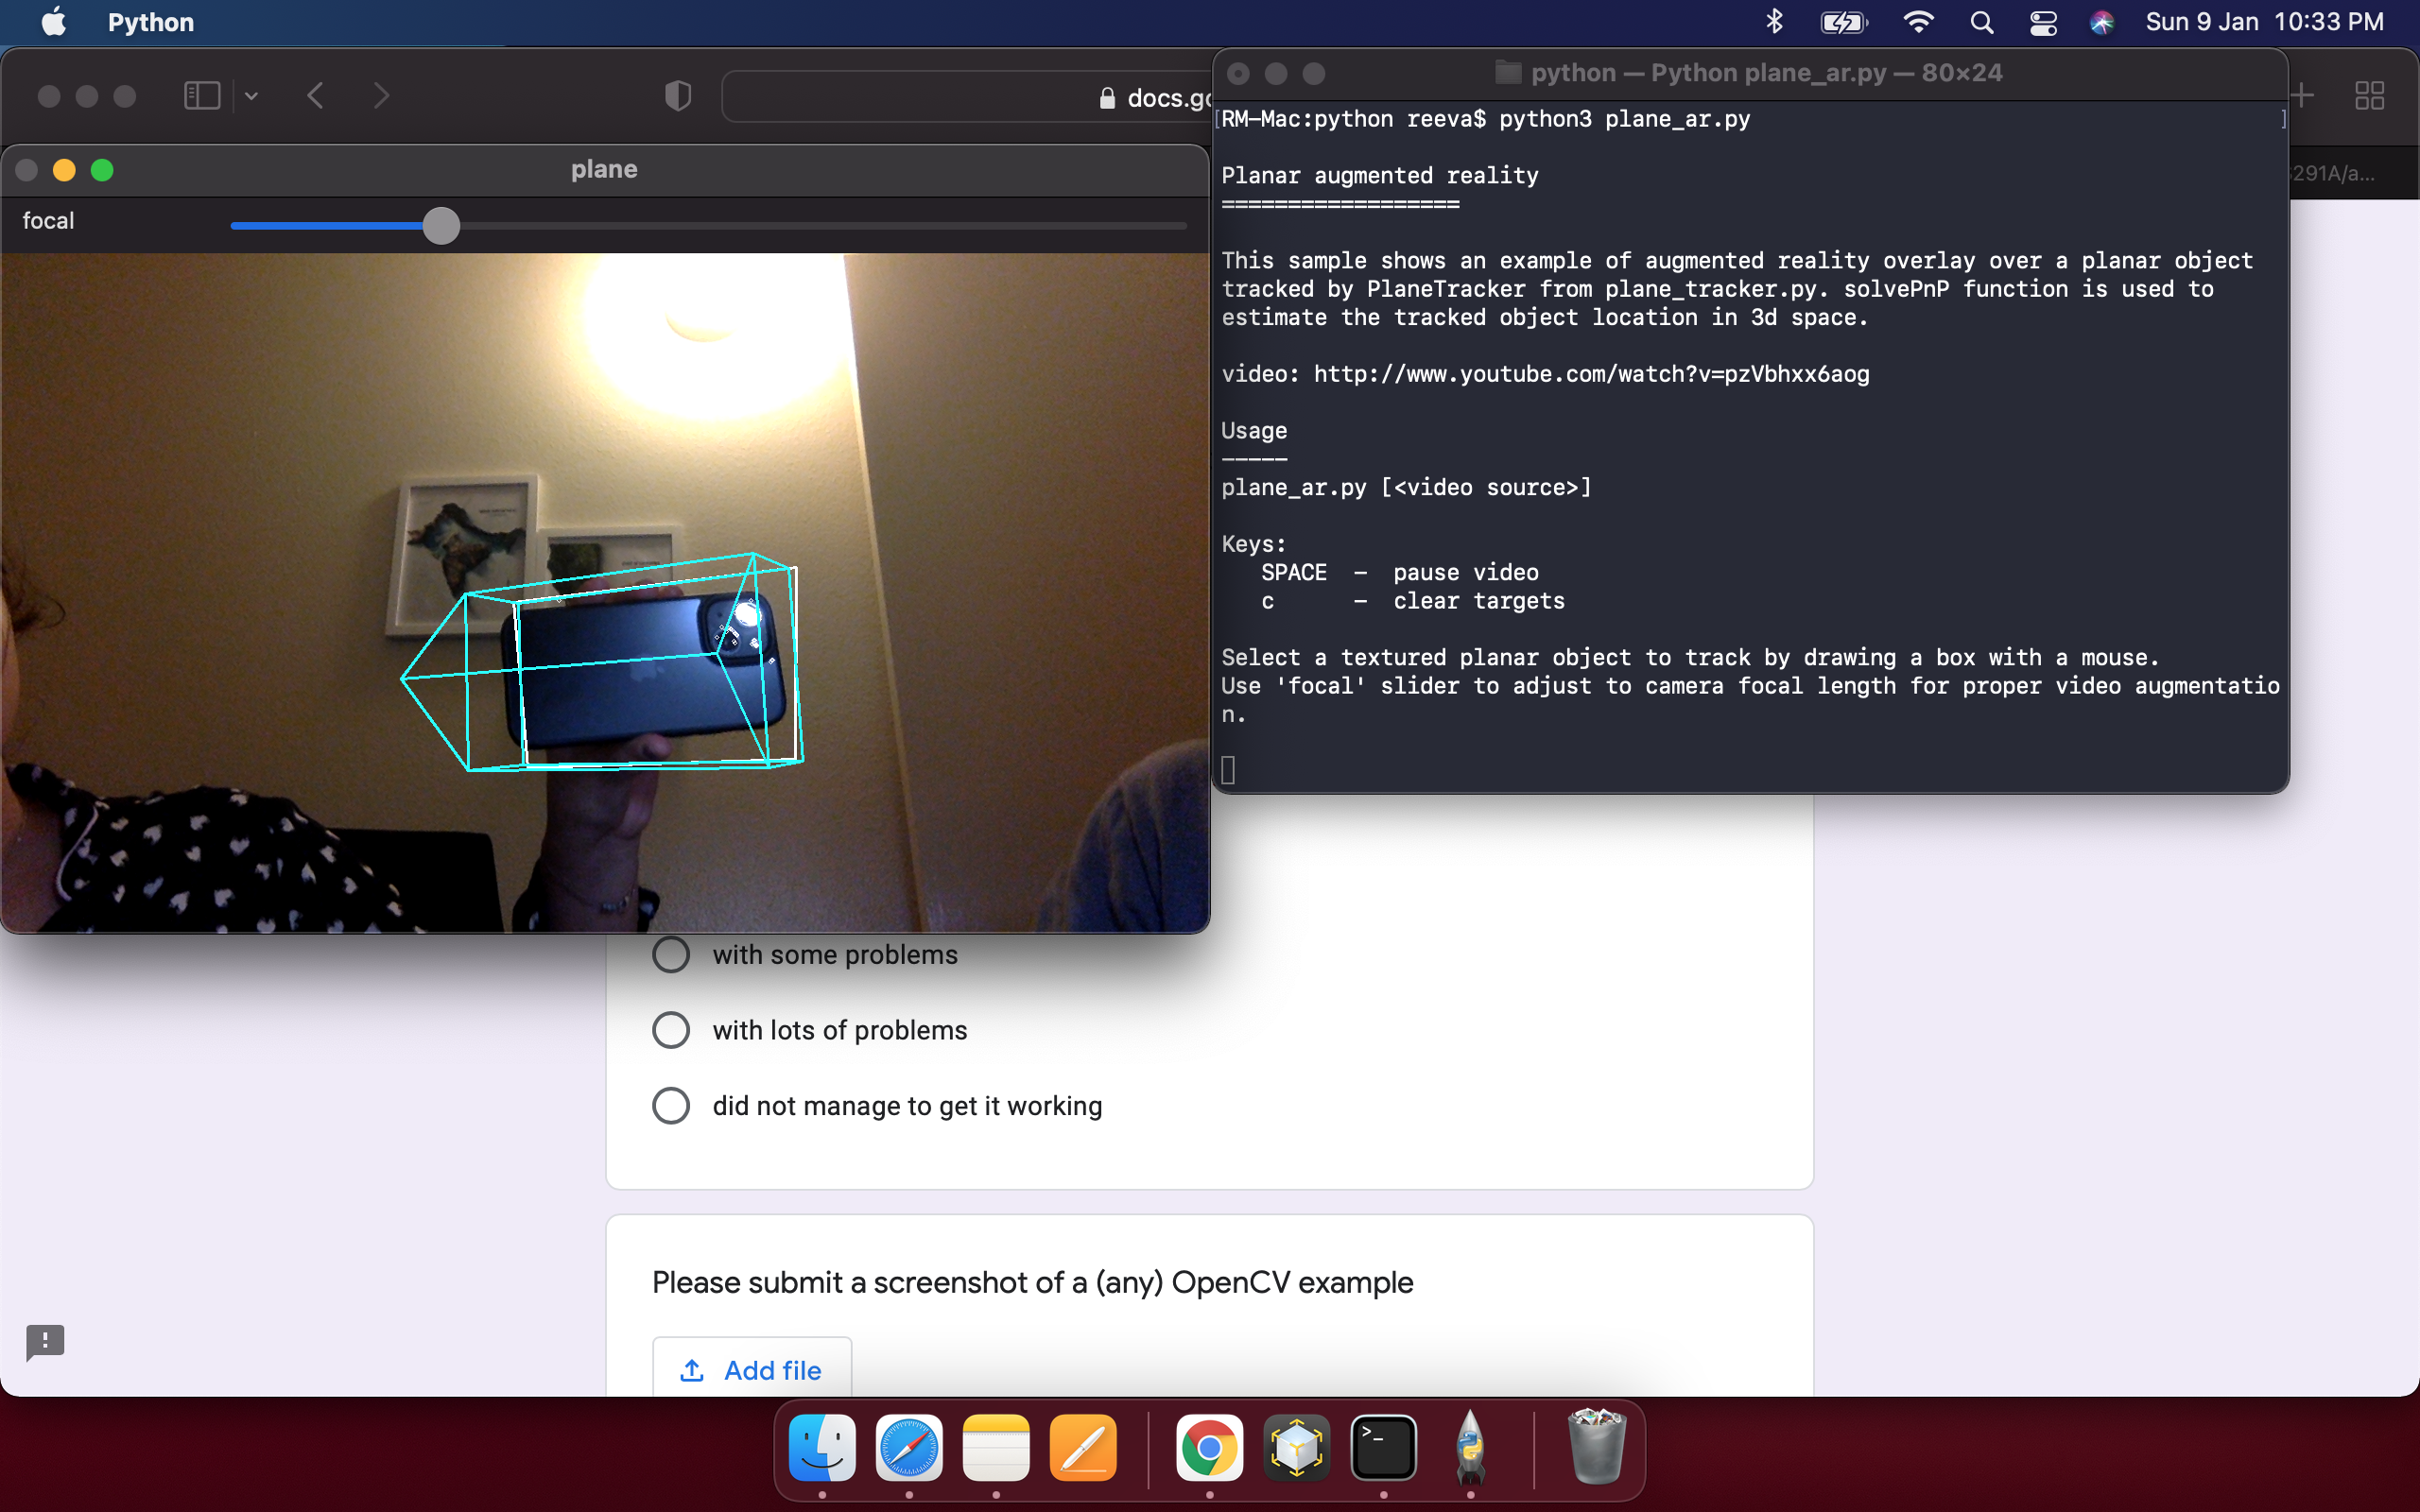 Python
Sun 9 Jan 10:33 PM
docs.go
python — Python plane_ar.py — 80×24
291A/a...
plane
focal
RM-Mac:python reeva$ python3 plane_ar.py
Planar augmented reality
==================
This sample shows an example of augmented reality overlay over a planar object
tracked by PlaneTracker from plane_tracker.py. solvePnP function is used to
estimate the tracked object location in 3d space.
video: http://www.youtube.com/watch?v=pzVbhxx6aog
Usage
-----
plane_ar.py [<video source>]
Keys:
SPACE - pause video
c - clear targets
Select a textured planar object to track by drawing a box with a mouse.
Use 'focal' slider to adjust to camera focal length for proper video augmentatio
n.
with some problems
with lots of problems
did not manage to get it working
Please submit a screenshot of a (any) OpenCV example
Add file